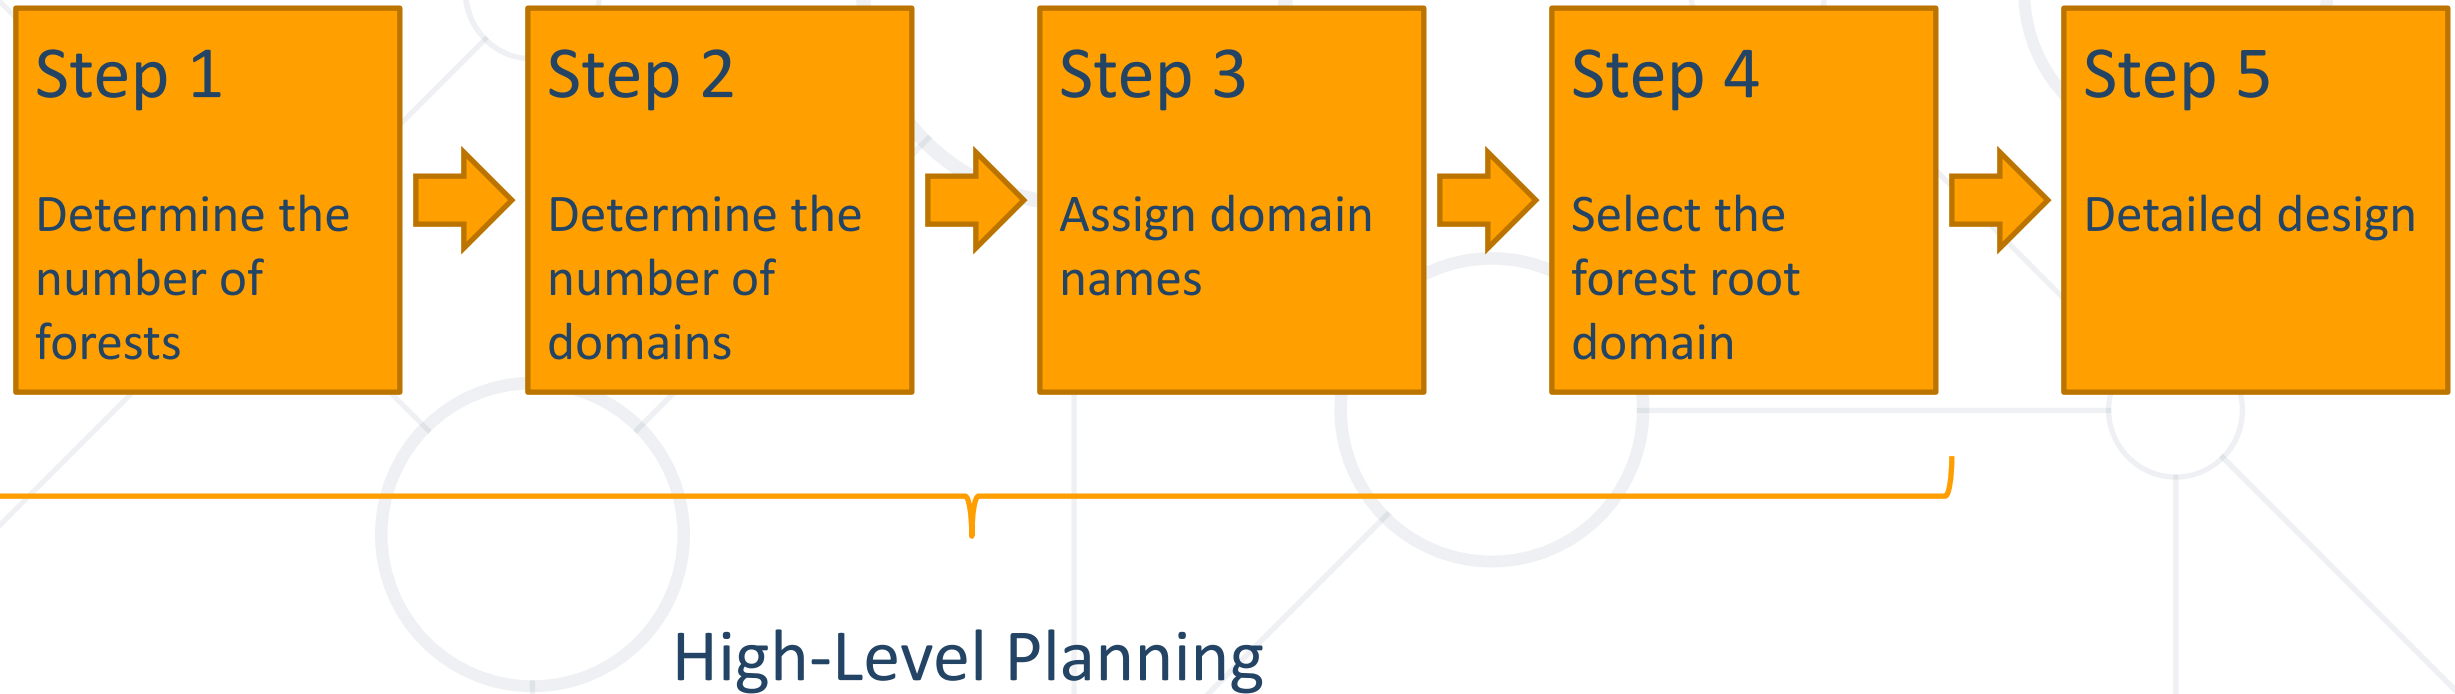 Step 1
Determine the
number of
forests
Step 2
Determine the
number of
domains
Step 3
Assign domain
names
Step 4
Select the
forest root
domain
Step 5
Detailed design
High-Level Planning